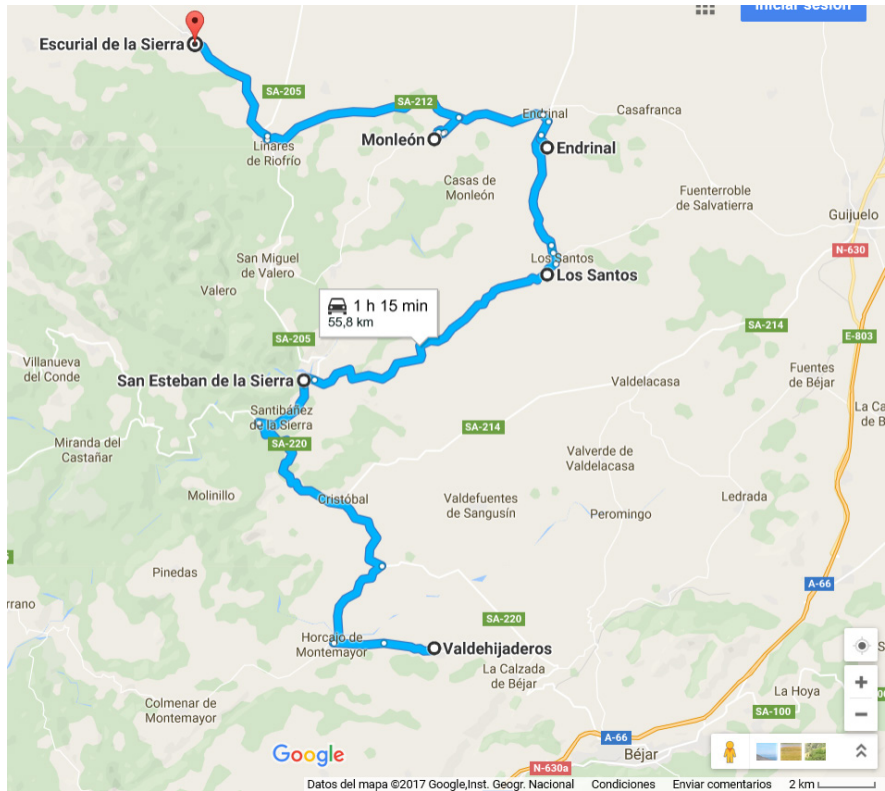 Iniciar sesión
Escurial de la Sierra
SA-205
SA-212
Endrinal
Casafranca
Linares
de Riofrío
Monleón
Endrinal
Casas de
Monleón
Fuenterroble
de Salvatierra
Guijuelo
N-630
San Miguel
de Valero
Los Santos
Los Santos
Valero
1 h 15 min
55,8 km
SA-214
SA-205
E-803
Villanueva
del Conde
San Esteban de la Sierra
Valdelacasa
Fuentes
de Béjar
La Ca
de B
Santibáñez
de la Sierra
SA-214
SA-220
Miranda del
Castañar
Valverde de
Valdelacasa
Molinillo
Cristóbal
Valdefuentes
de Sangusín
Ledrada
Peromingo
Pinedas
A-66
rrano
SA-220
Horcajo de
Montemayor
Valdehijaderos
La Calzada
de Béjar
La Hoya
Colmenar de
Montemayor
SA-100
A-66
Béjar
Google
N-630a
Datos del mapa ©2017 Google,Inst. Geogr. Nacional Condiciones Enviar comentarios 2 km